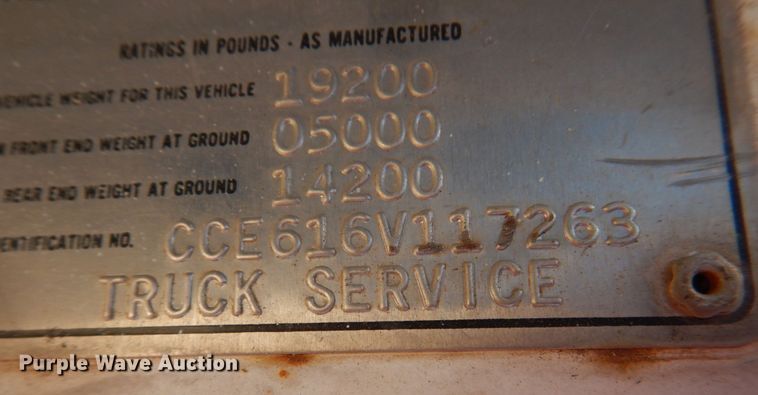 RATINGS IN POUNDS - AS MANUFACTURED
VEHICLE WEIGHT FOR THIS VEHICLE 19200
FRONT END WEIGHT AT GROUND 05000
REAR END WEIGHT AT GROUND 14200
ENTIFICATION NO. CCE616V117263
TRUCK SERVICE
Purple Wave Auction